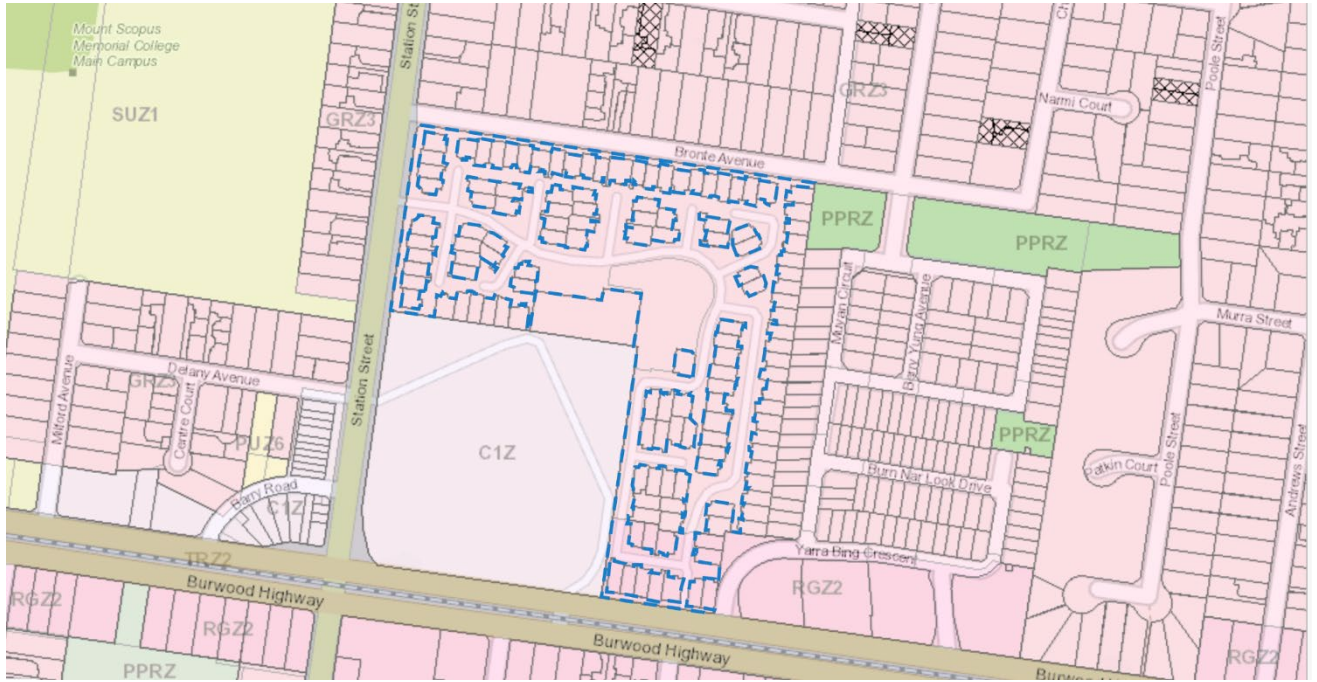 Mount Scopus
Memorial College
Main Campus
SUZ1
Station St
GRZ3
GRZ3
Poole Street
Narmi Court
Bronte Avenue
PPRZ
PPRZ
Barry Yung Avenue
Murra Street
Delany Avenue
GRZ3
Milford Avenue
Centre Court
Station Street
PUZ6
C1Z
PPRZ
Patkin Court
Poole Street
Andrews Street
Burn Nar Look Drive
Barry Road
C1Z
TRZ2
Yarra Bing Crescent
RGZ2
Burwood Highway
Burwood Highway
RGZ2
RGZ2
RGZ2
PPRZ